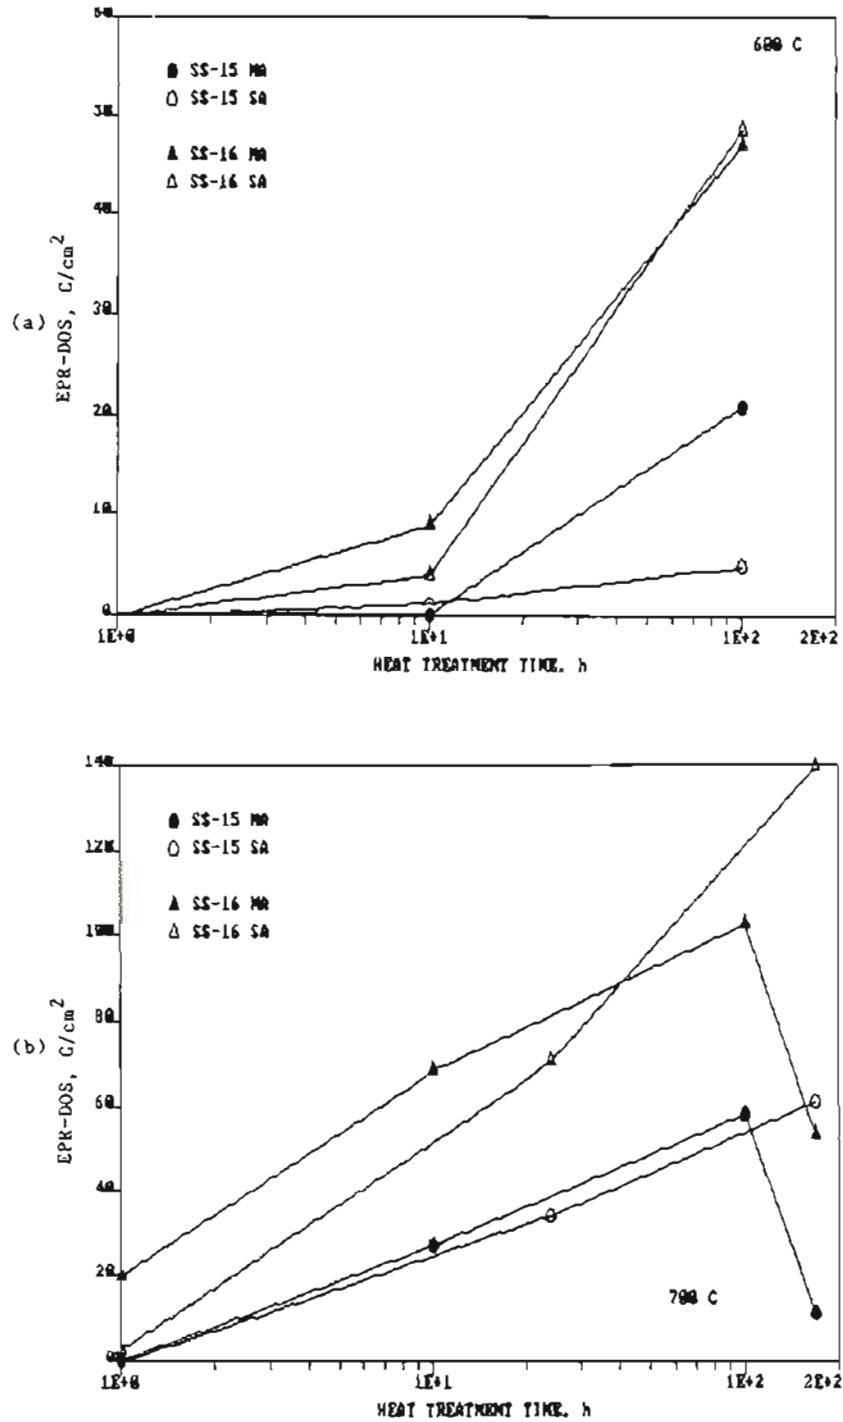 60
50
40
30
20
10
0
(a)
EPR-DOS, C/cm2
600 C
SS-15 MA
SS-15 SA
SS-16 MA
SS-16 SA
1E+0 1E+1 1E+2 2E+2
HEAT TREATMENT TIME, h
140
120
100
80
60
40
20
0
(b)
EPR-DOS, C/cm2
SS-15 MA
SS-15 SA
SS-16 MA
SS-16 SA
700 C
1E+0 1E+1 1E+2 2E+2
HEAT TREATMENT TIME, h